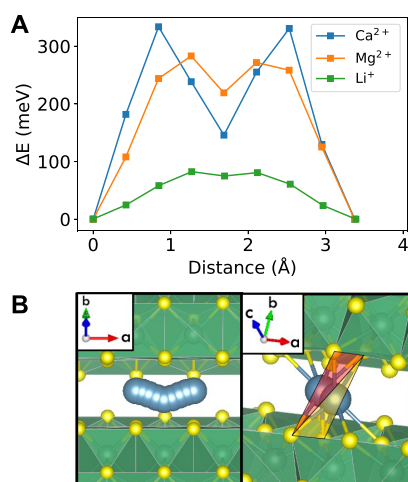 A
ΔE (meV)
300
200
100
0
Ca²⁺
Mg²⁺
Li⁺
0 1 2 3 4
Distance (Å)
B
b
a
c
b
a